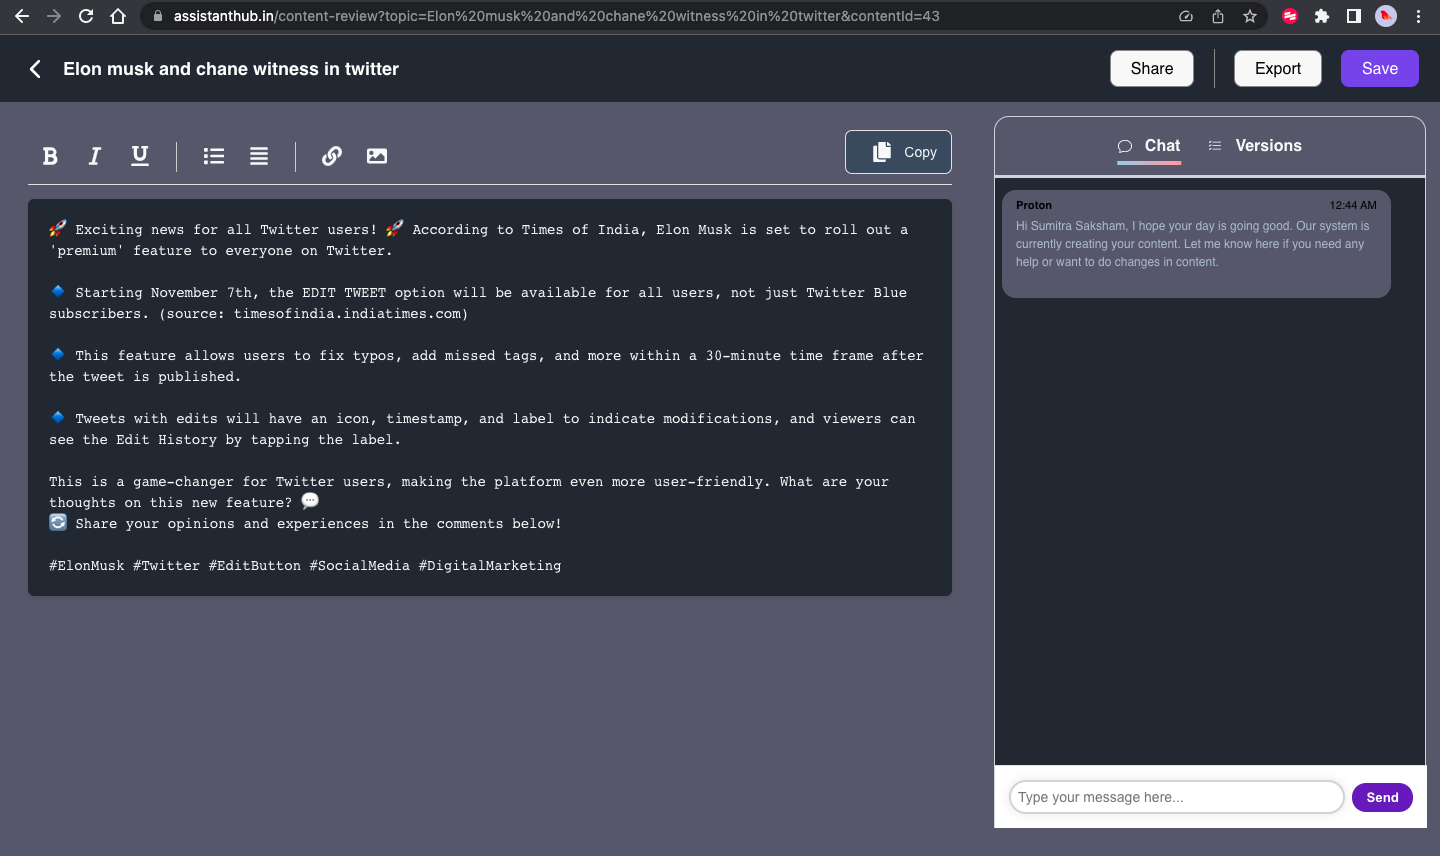 assistanthub.in/content-review?topic=Elon%20musk%20and%20chane%20witness%20in%20twitter&contentId=43
Elon musk and chane witness in twitter
Share
Export
Save
B I U
Copy
Chat
Versions
🚀 Exciting news for all Twitter users! 🚀 According to Times of India, Elon Musk is set to roll out a
'premium' feature to everyone on Twitter.
🔹 Starting November 7th, the EDIT TWEET option will be available for all users, not just Twitter Blue
subscribers. (source: timesofindia.indiatimes.com)
🔹 This feature allows users to fix typos, add missed tags, and more within a 30-minute time frame after
the tweet is published.
🔹 Tweets with edits will have an icon, timestamp, and label to indicate modifications, and viewers can
see the Edit History by tapping the label.
This is a game-changer for Twitter users, making the platform even more user-friendly. What are your
thoughts on this new feature? 💬
🔄 Share your opinions and experiences in the comments below!
#ElonMusk #Twitter #EditButton #SocialMedia #DigitalMarketing
Proton
12:44 AM
Hi Sumitra Saksham, I hope your day is going good. Our system is
currently creating your content. Let me know here if you need any
help or want to do changes in content.
Type your message here...
Send